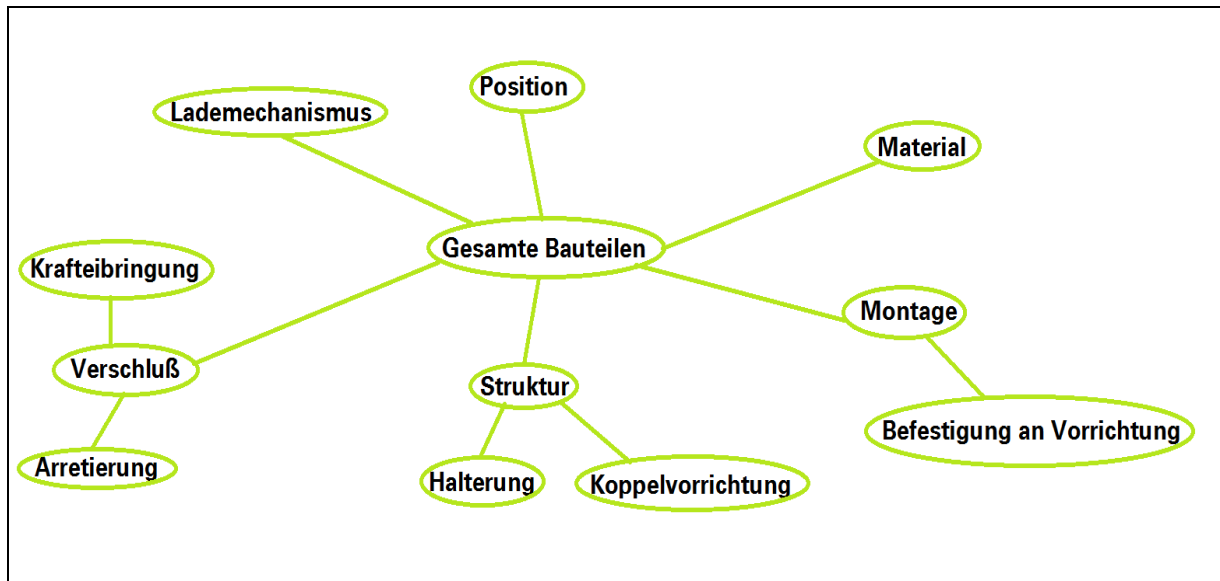 Position
Lademechanismus
Material
Gesamte Bauteilen
Krafteibringung
Montage
Verschluß
Struktur
Befestigung an Vorrichtung
Arretierung
Halterung
Koppelvorrichtung